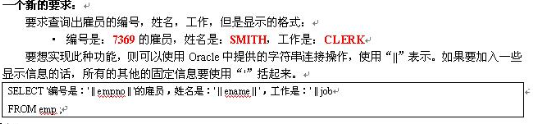 一个新的要求：
要求查询出雇员的编号，姓名，工作，但是显示的格式：
· 编号是：7369 的雇员，姓名是：SMITH，工作是：CLERK
要想实现此种功能，则可以使用 Oracle 中提供的字符串连接操作，使用“||”表示。如果要加入一些
显示信息的话，所有的其他的固定信息要使用“'”括起来。
SELECT '编号是：'|| empno ||'的雇员，姓名是：'|| ename ||'，工作是：'|| job
FROM emp ;